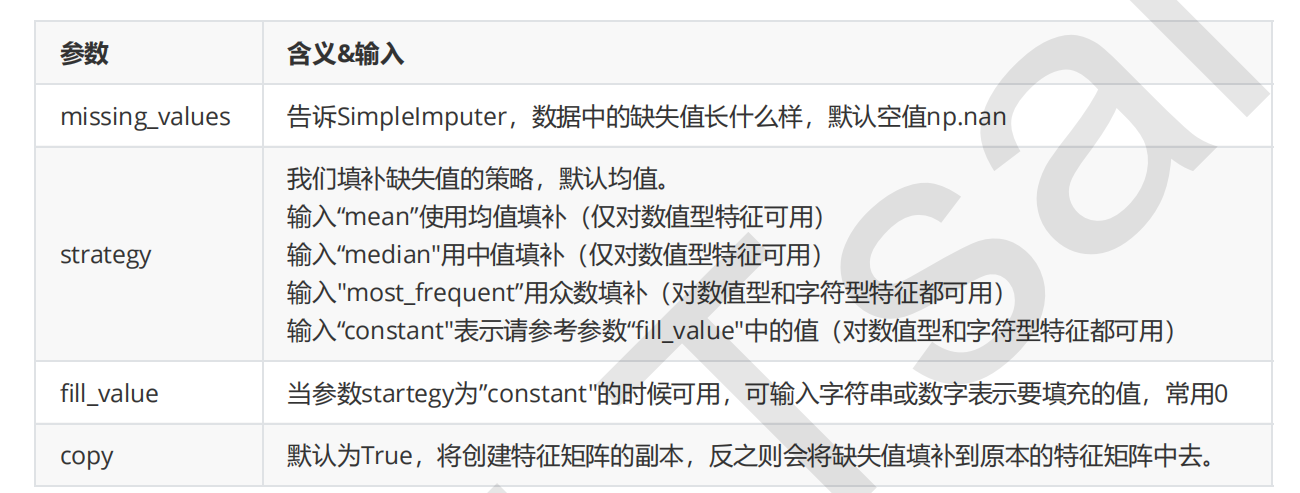 参数 含义&输入
missing_values 告诉SimpleImputer，数据中的缺失值长什么样，默认空值np.nan
我们填补缺失值的策略，默认均值。
输入“mean”使用均值填补（仅对数值型特征可用）
strategy 输入“median"用中值填补（仅对数值型特征可用）
输入"most_frequent”用众数填补（对数值型和字符型特征都可用）
输入“constant"表示请参考参数“fill_value"中的值（对数值型和字符型特征都可用）
fill_value 当参数startegy为”constant"的时候可用，可输入字符串或数字表示要填充的值，常用0
copy 默认为True，将创建特征矩阵的副本，反之则会将缺失值填补到原本的特征矩阵中去。
Tsai